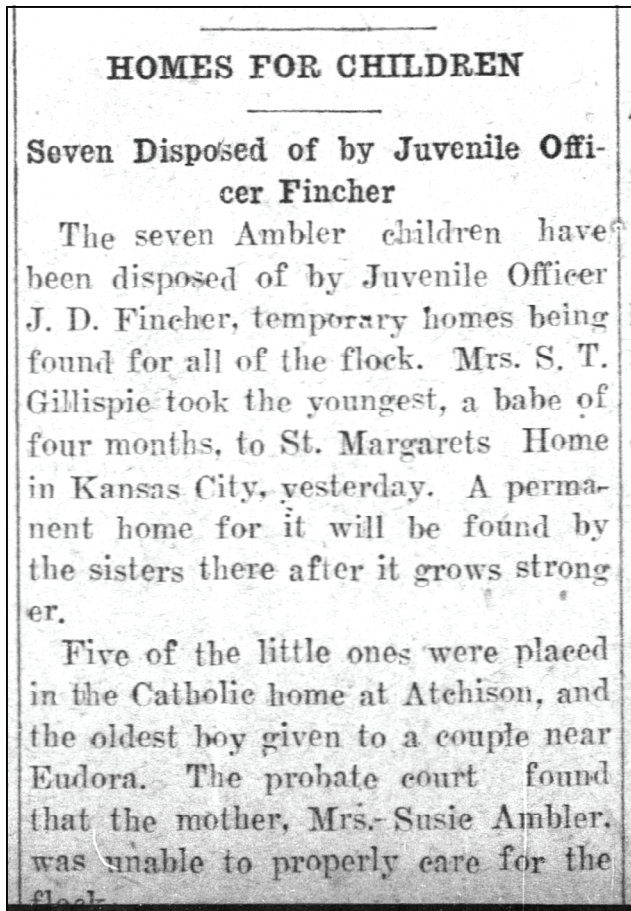 HOMES FOR CHILDREN
Seven Disposed of by Juvenile Offi-
cer Fincher
The seven Ambler children have
been disposed of by Juvenile Officer
J. D. Fincher, temporary homes being
found for all of the flock. Mrs. S. T.
Gillispie took the youngest, a babe of
four months, to St. Margarets Home
in Kansas City, yesterday. A perma-
nent home for it will be found by
the sisters there after it grows strong
er.
Five of the little ones were placed
in the Catholic home at Atchison, and
the oldest boy given to a couple near
Eudora. The probate court found
that the mother, Mrs. Susie Ambler,
was unable to properly care for the
flock.